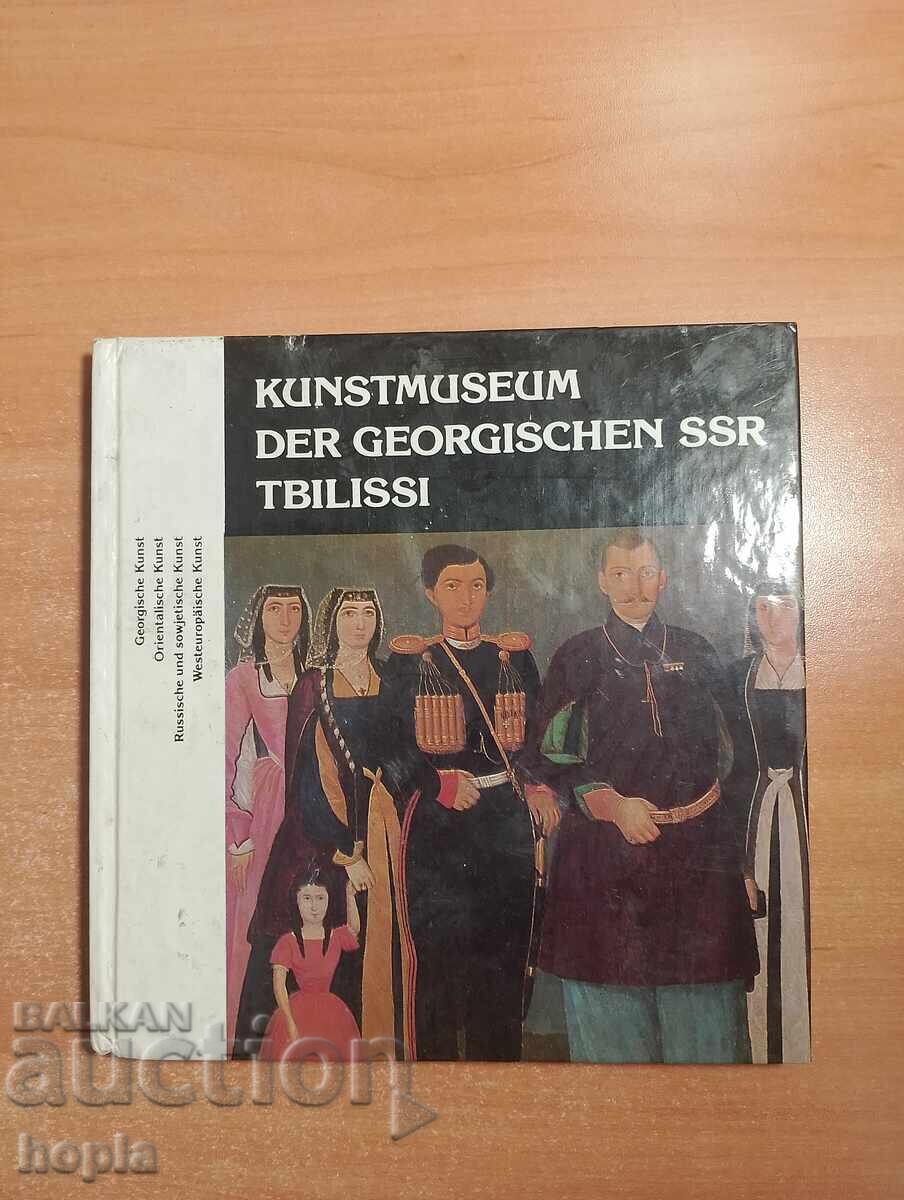 KUNSTMUSEUM
DER GEORGISCHEN SSR
TBILISSI
Georgische Kunst
Orientalische Kunst
Russische und sowjetische Kunst
Westeuropäische Kunst
BALKAN
auction
hopla